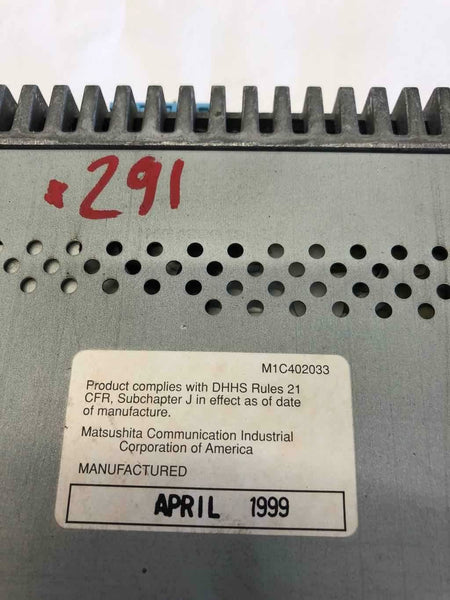 *291
M1C402033
Product complies with DHHS Rules 21
CFR, Subchapter J in effect as of date
of manufacture.
Matsushita Communication Industrial
Corporation of America
MANUFACTURED
APRIL 1999